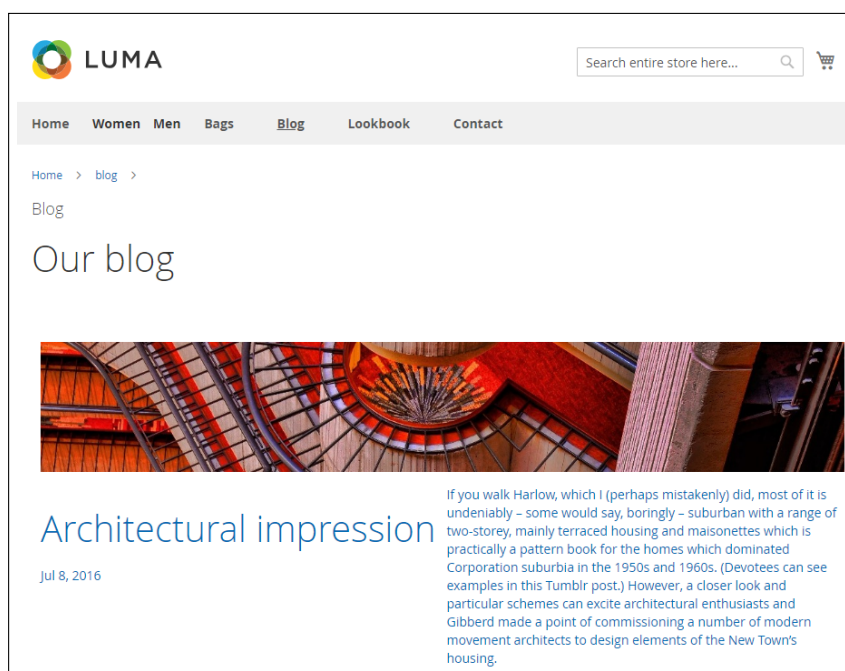 LUMA
Search entire store here...
Home Women Men Bags Blog Lookbook Contact
Home > blog >
Blog
Our blog
Architectural impression
Jul 8, 2016
If you walk Harlow, which I (perhaps mistakenly) did, most of it is
undeniably – some would say, boringly – suburban with a range of
two-storey, mainly terraced housing and maisonettes which is
practically a pattern book for the homes which dominated
Corporation suburbia in the 1950s and 1960s. (Devotees can see
examples in this Tumblr post.) However, a closer look and
particular schemes can excite architectural enthusiasts and
Gibberd made a point of commissioning a number of modern
movement architects to design elements of the New Town's
housing.